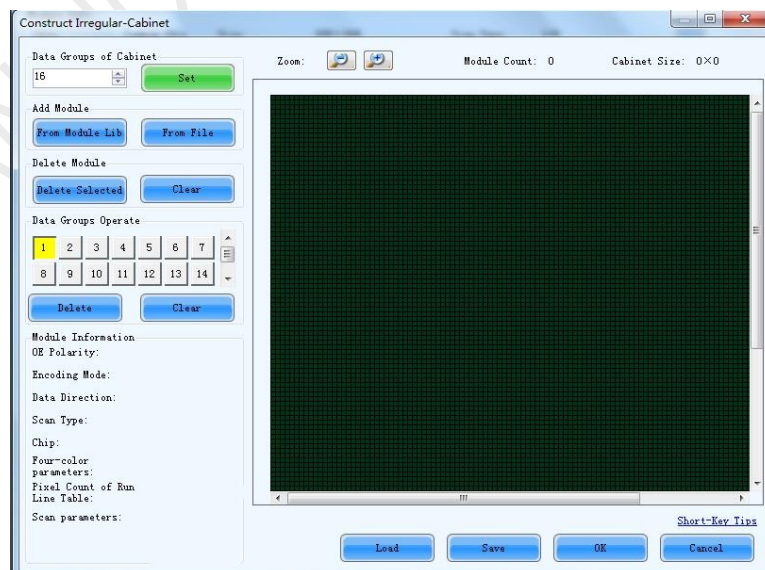 Construct Irregular-Cabinet
Data Groups of Cabinet
16
Set
Zoom:
Module Count: 0
Cabinet Size: 0×0
Add Module
From Module Lib
From File
Delete Module
Delete Selected
Clear
Data Groups Operate
1 2 3 4 5 6 7
8 9 10 11 12 13 14
Delete
Clear
Module Information
OE Polarity:
Encoding Mode:
Data Direction:
Scan Type:
Chip:
Four-color
parameters:
Pixel Count of Run
Line Table:
Scan parameters:
Short-Key Tips
Load
Save
OK
Cancel